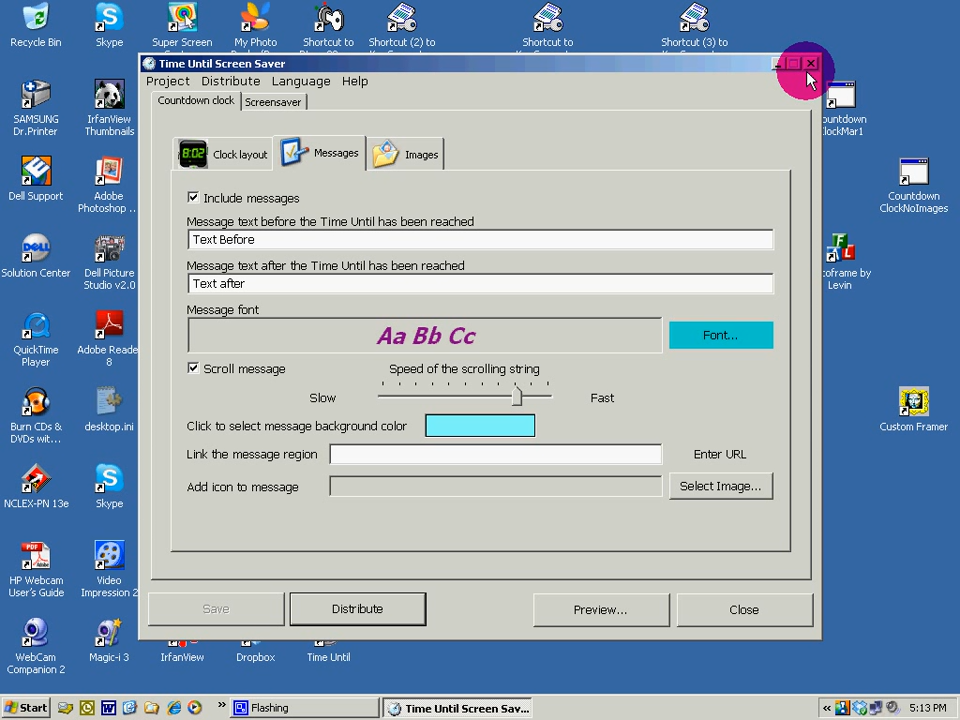 Recycle Bin
Skype
Super Screen
My Photo
Shortcut to
Shortcut (2) to
Shortcut to
Shortcut (3) to
Time Until Screen Saver
Project Distribute Language Help
Countdown clock
Screensaver
Clock layout
Messages
Images
Include messages
Message text before the Time Until has been reached
Text Before
Message text after the Time Until has been reached
Text after
Message font
Aa Bb Cc
Font...
Scroll message
Speed of the scrolling string
Slow
Fast
Click to select message background color
Link the message region
Enter URL
Add icon to message
Select Image...
Save
Distribute
Preview...
Close
SAMSUNG
Dr.Printer
IrfanView
Thumbnails
Dell Support
Adobe
Photoshop ...
Solution Center
Dell Picture
Studio v2.0
QuickTime
Player
Adobe Reade
8
Burn CDs &
DVDs wit...
desktop.ini
NCLEX-PN 13e
Skype
HP Webcam
User's Guide
Video
Impression 2
WebCam
Companion 2
Magic-i 3
IrfanView
Dropbox
Time Until
ountdown
lockMar1
Countdown
ClockNoImages
otoframe by
Levin
Custom Framer
Start
Flashing
Time Until Screen Sav...
5:13 PM